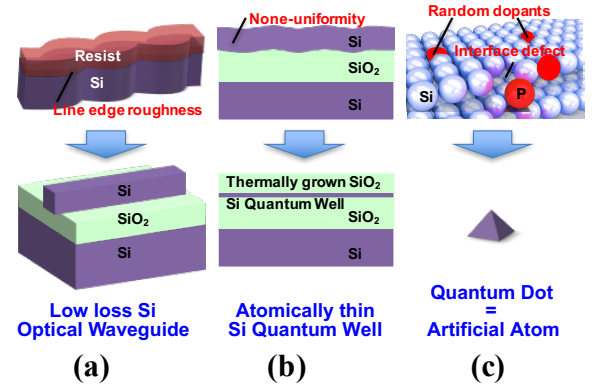 Resist
Si
Line edge roughness
Si
SiO2
Si
Low loss Si
Optical Waveguide
(a)
None-uniformity
Si
SiO2
Si
Thermally grown SiO2
Si Quantum Well
SiO2
Si
Atomically thin
Si Quantum Well
(b)
Random dopants
Interface defect
Si
P
Quantum Dot
=
Artificial Atom
(c)